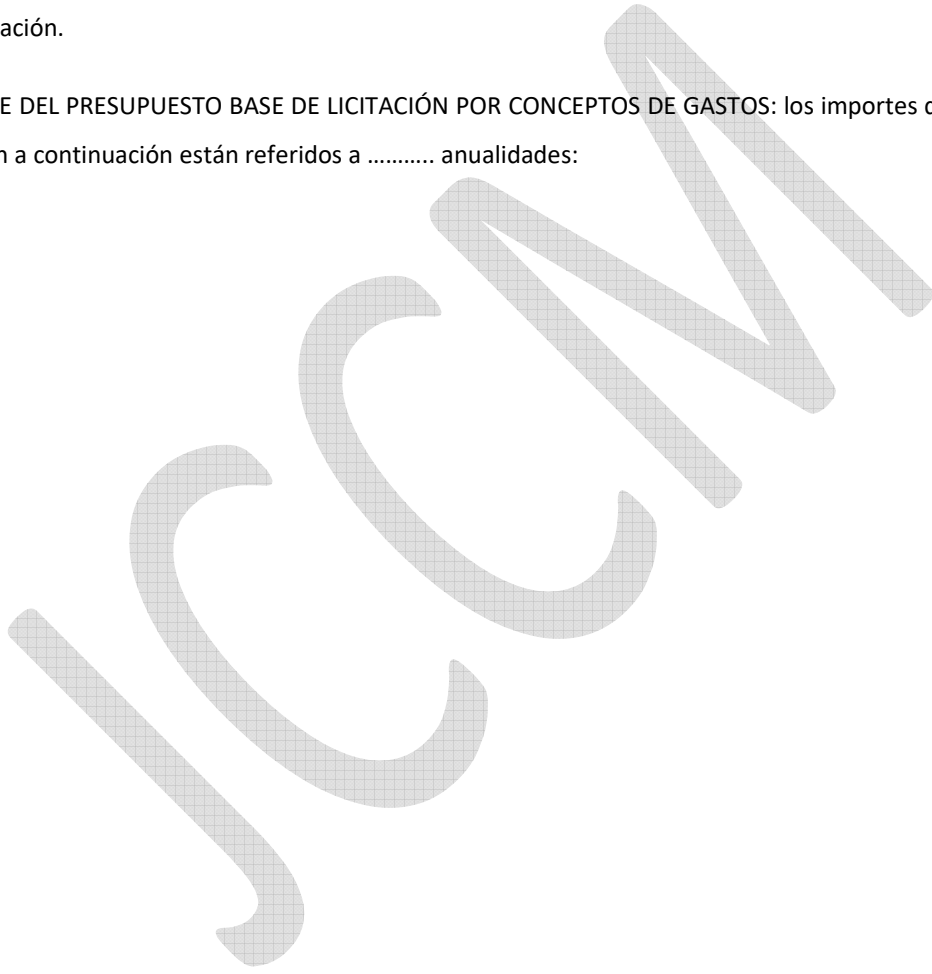 ación.
E DEL PRESUPUESTO BASE DE LICITACIÓN POR CONCEPTOS DE GASTOS: los importes
a continuación están referidos a ……….. anualidades:
JCCM